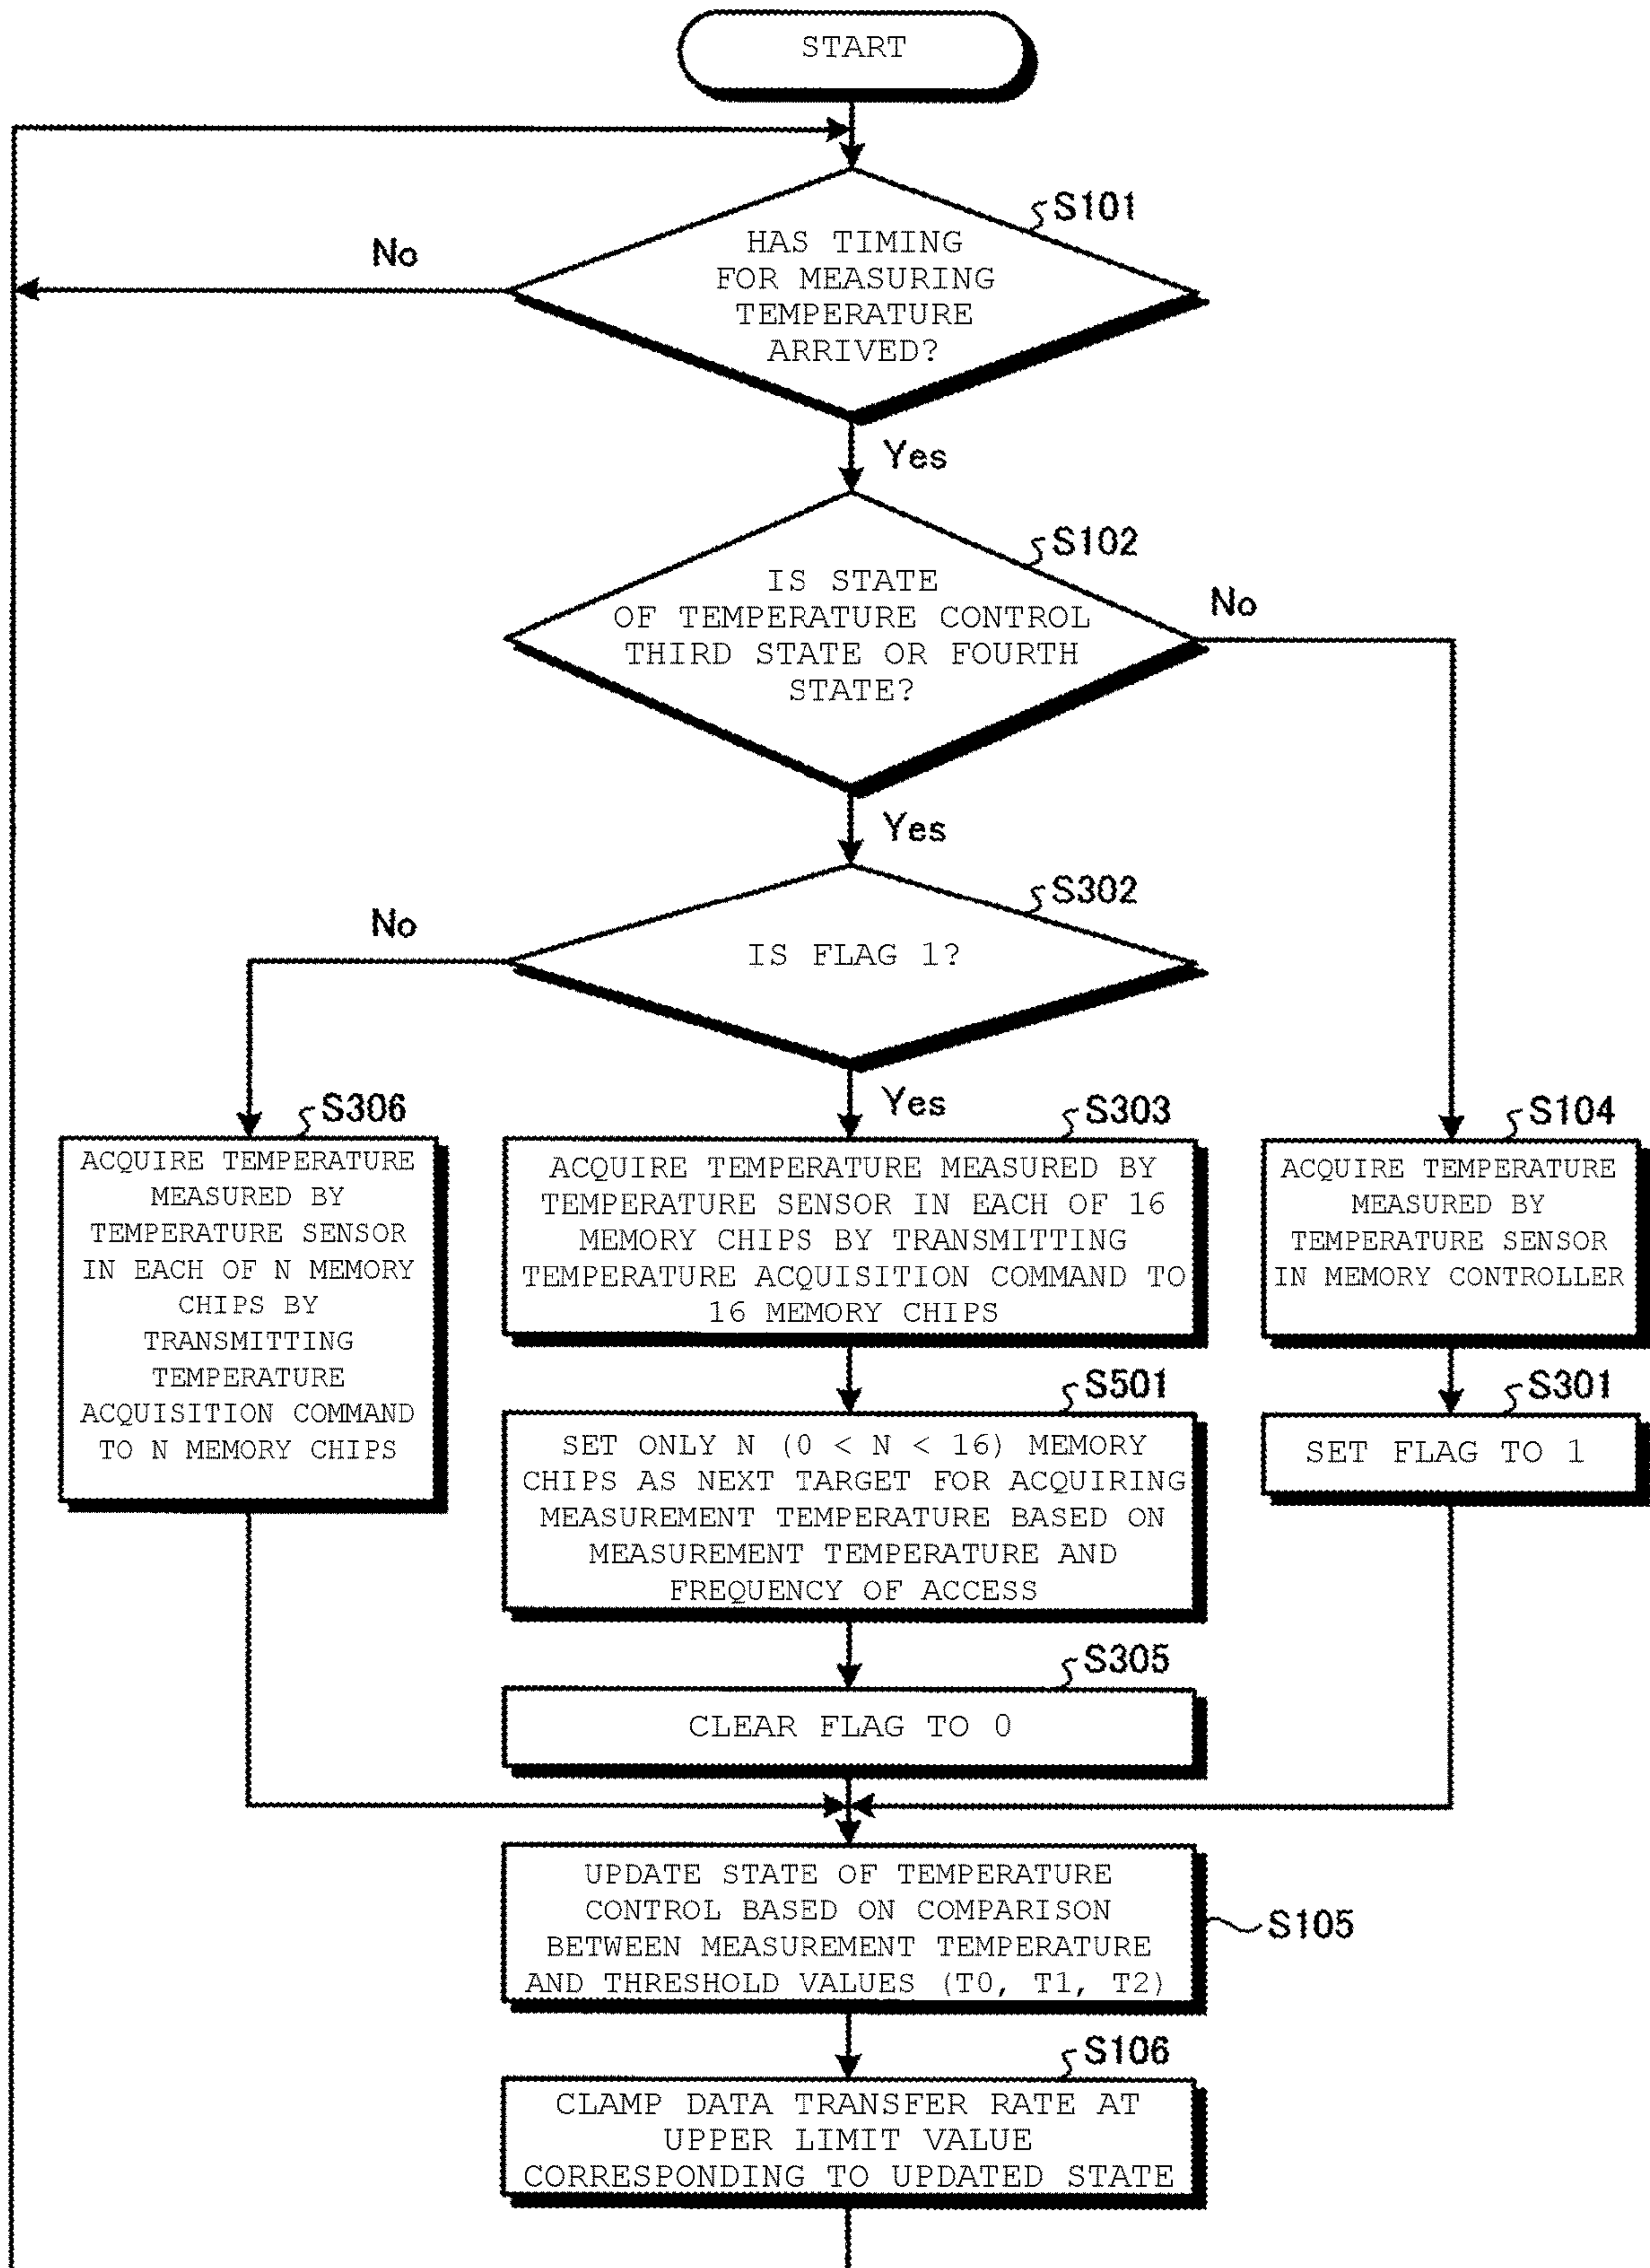 START
S101
HAS TIMING
FOR MEASURING
TEMPERATURE
ARRIVED?
No
Yes
S102
IS STATE
OF TEMPERATURE CONTROL
THIRD STATE OR FOURTH
STATE?
No
Yes
S302
IS FLAG 1?
No
Yes
S306
ACQUIRE TEMPERATURE
MEASURED BY
TEMPERATURE SENSOR
IN EACH OF N MEMORY
CHIPS BY
TRANSMITTING
TEMPERATURE
ACQUISITION COMMAND
TO N MEMORY CHIPS
S303
ACQUIRE TEMPERATURE MEASURED BY
TEMPERATURE SENSOR IN EACH OF 16
MEMORY CHIPS BY TRANSMITTING
TEMPERATURE ACQUISITION COMMAND TO
16 MEMORY CHIPS
S104
ACQUIRE TEMPERATURE
MEASURED BY
TEMPERATURE SENSOR
IN MEMORY CONTROLLER
S501
SET ONLY N (0 < N < 16) MEMORY
CHIPS AS NEXT TARGET FOR ACQUIRING
MEASUREMENT TEMPERATURE BASED ON
MEASUREMENT TEMPERATURE AND
FREQUENCY OF ACCESS
S301
SET FLAG TO 1
S305
CLEAR FLAG TO 0
UPDATE STATE OF TEMPERATURE
CONTROL BASED ON COMPARISON
BETWEEN MEASUREMENT TEMPERATURE
AND THRESHOLD VALUES (T0, T1, T2)
S105
S106
CLAMP DATA TRANSFER RATE AT
UPPER LIMIT VALUE
CORRESPONDING TO UPDATED STATE